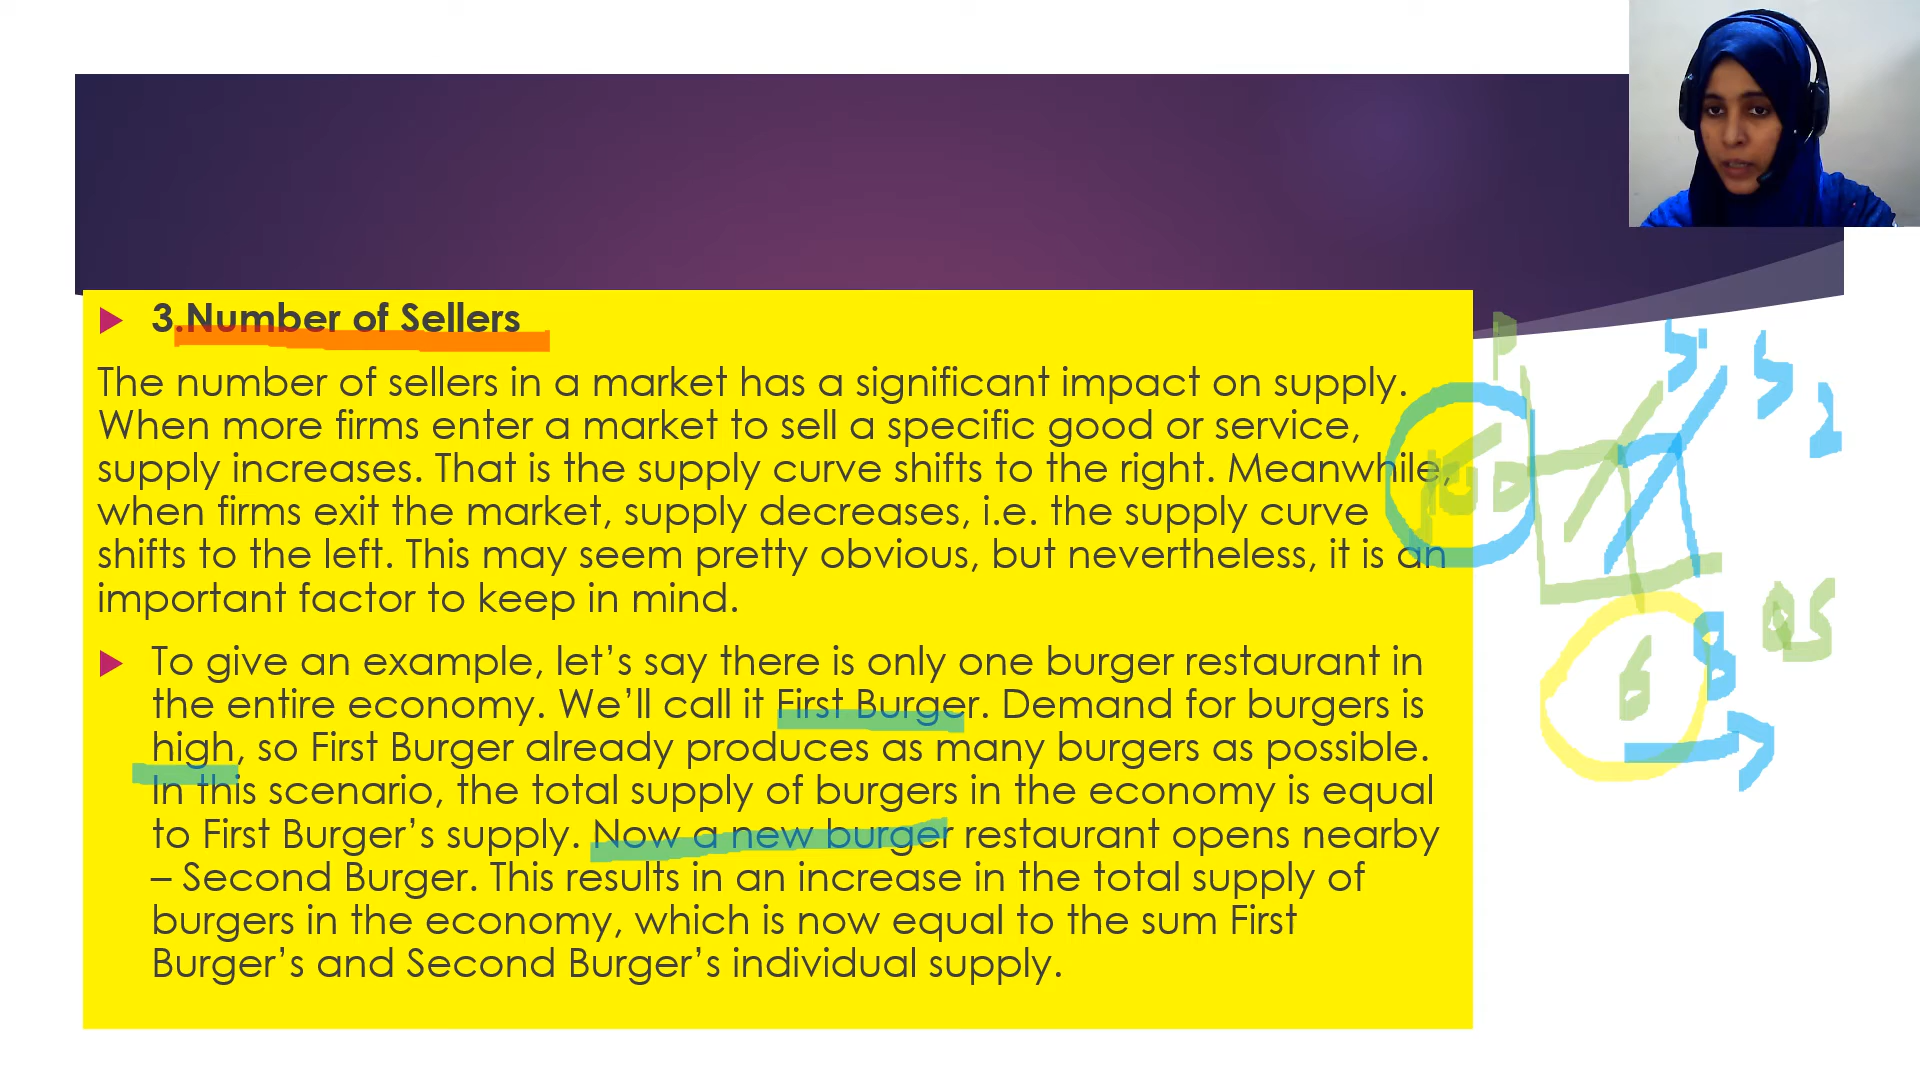 3.Number of Sellers
The number of sellers in a market has a significant impact on supply.
When more firms enter a market to sell a specific good or service,
supply increases. That is the supply curve shifts to the right. Meanwhile,
when firms exit the market, supply decreases, i.e. the supply curve
shifts to the left. This may seem pretty obvious, but nevertheless, it is an
important factor to keep in mind.
To give an example, let’s say there is only one burger restaurant in
the entire economy. We’ll call it First Burger. Demand for burgers is
high, so First Burger already produces as many burgers as possible.
In this scenario, the total supply of burgers in the economy is equal
to First Burger’s supply. Now a new burger restaurant opens nearby
– Second Burger. This results in an increase in the total supply of
burgers in the economy, which is now equal to the sum First
Burger’s and Second Burger’s individual supply.
P
S
S
2
QS
6
8